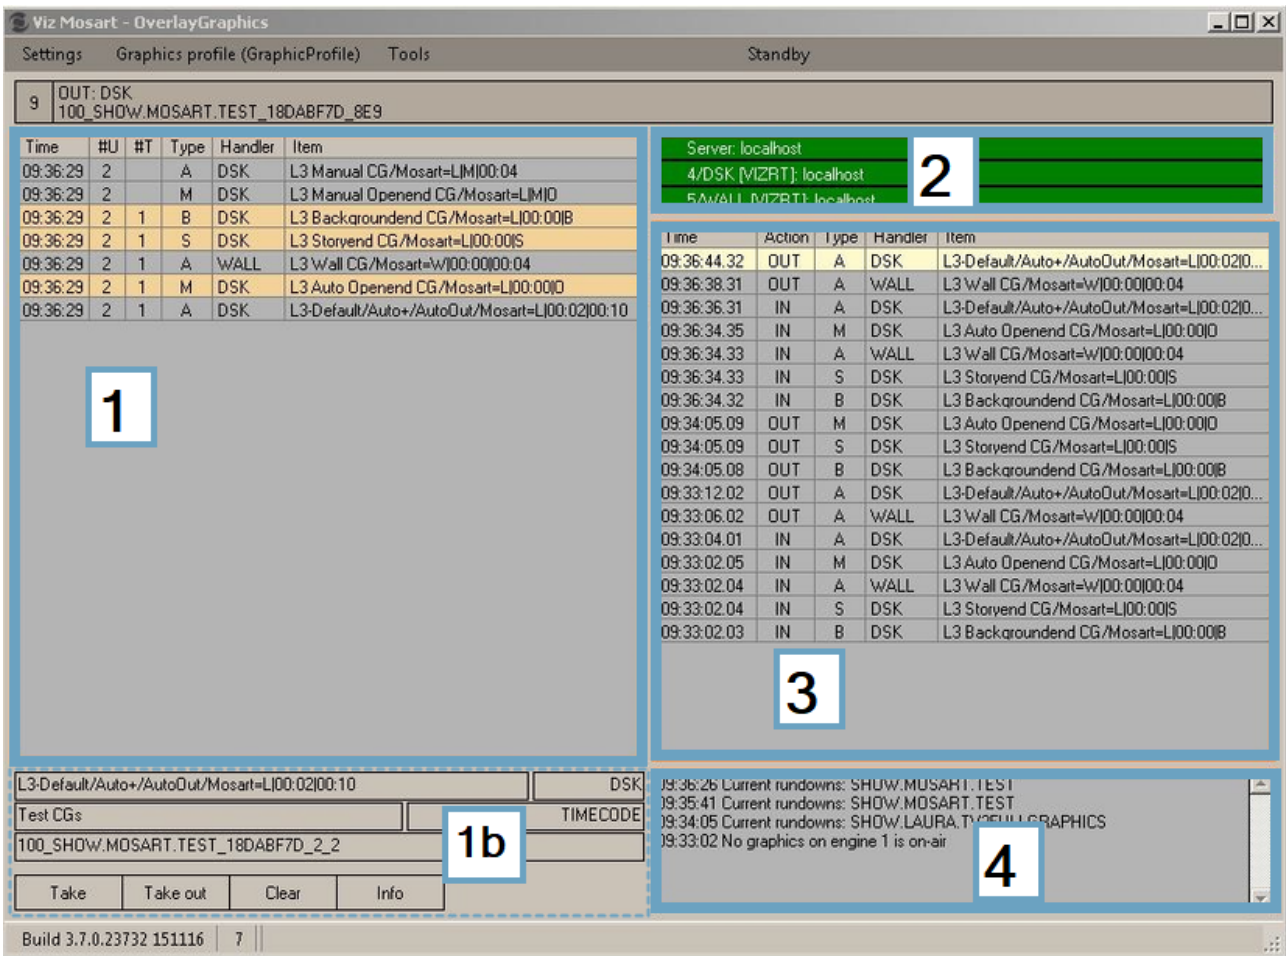 Viz Mosart - OverlayGraphics
Settings Graphics profile (GraphicProfile) Tools Standby
9 OUT: DSK
100_SHOW.MOSART.TEST_18DABF7D_8E9
Time #U #T Type Handler Item
09:36:29 2 A DSK L3 Manual CG/Mosart=L|M|00:04
09:36:29 2 M DSK L3 Manual Openend CG/Mosart=L|M|O
09:36:29 2 1 B DSK L3 Backgroundend CG/Mosart=L|00:00|B
09:36:29 2 1 S DSK L3 Storyend CG/Mosart=L|00:00|S
09:36:29 2 1 A WALL L3 Wall CG/Mosart=W|00:00|00:04
09:36:29 2 1 M DSK L3 Auto Openend CG/Mosart=L|00:00|O
09:36:29 2 1 A DSK L3-Default/Auto+/AutoOut/Mosart=L|00:02|00:10
1
Server: localhost
4/DSK [VIZRT]: localhost
5/WALL [VIZRT]: localhost
2
Time Action Type Handler Item
09:36:44.32 OUT A DSK L3-Default/Auto+/AutoOut/Mosart=L|00:02|0...
09:36:38.31 OUT A WALL L3 Wall CG/Mosart=W|00:00|00:04
09:36:36.31 IN A DSK L3-Default/Auto+/AutoOut/Mosart=L|00:02|0...
09:36:34.35 IN M DSK L3 Auto Openend CG/Mosart=L|00:00|O
09:36:34.33 IN A WALL L3 Wall CG/Mosart=W|00:00|00:04
09:36:34.33 IN S DSK L3 Storyend CG/Mosart=L|00:00|S
09:36:34.32 IN B DSK L3 Backgroundend CG/Mosart=L|00:00|B
09:34:05.09 OUT M DSK L3 Auto Openend CG/Mosart=L|00:00|O
09:34:05.09 OUT S DSK L3 Storyend CG/Mosart=L|00:00|S
09:34:05.08 OUT B DSK L3 Backgroundend CG/Mosart=L|00:00|B
09:33:12.02 OUT A DSK L3-Default/Auto+/AutoOut/Mosart=L|00:02|0...
09:33:06.02 OUT A WALL L3 Wall CG/Mosart=W|00:00|00:04
09:33:04.01 IN A DSK L3-Default/Auto+/AutoOut/Mosart=L|00:02|0...
09:33:02.05 IN M DSK L3 Auto Openend CG/Mosart=L|00:00|O
09:33:02.04 IN A WALL L3 Wall CG/Mosart=W|00:00|00:04
09:33:02.04 IN S DSK L3 Storyend CG/Mosart=L|00:00|S
09:33:02.03 IN B DSK L3 Backgroundend CG/Mosart=L|00:00|B
3
L3-Default/Auto+/AutoOut/Mosart=L|00:02|00:10 DSK
Test CGs TIMECODE
100_SHOW.MOSART.TEST_18DABF7D_2_2
1b
Take Take out Clear Info
09:36:26 Current rundowns: SHOW.MOSART.TEST
09:35:41 Current rundowns: SHOW.MOSART.TEST
09:34:05 Current rundowns: SHOW.LAURA.TV2FULLGRAPHICS
09:33:02 No graphics on engine 1 is on-air
4
Build 3.7.0.23732 151116 7